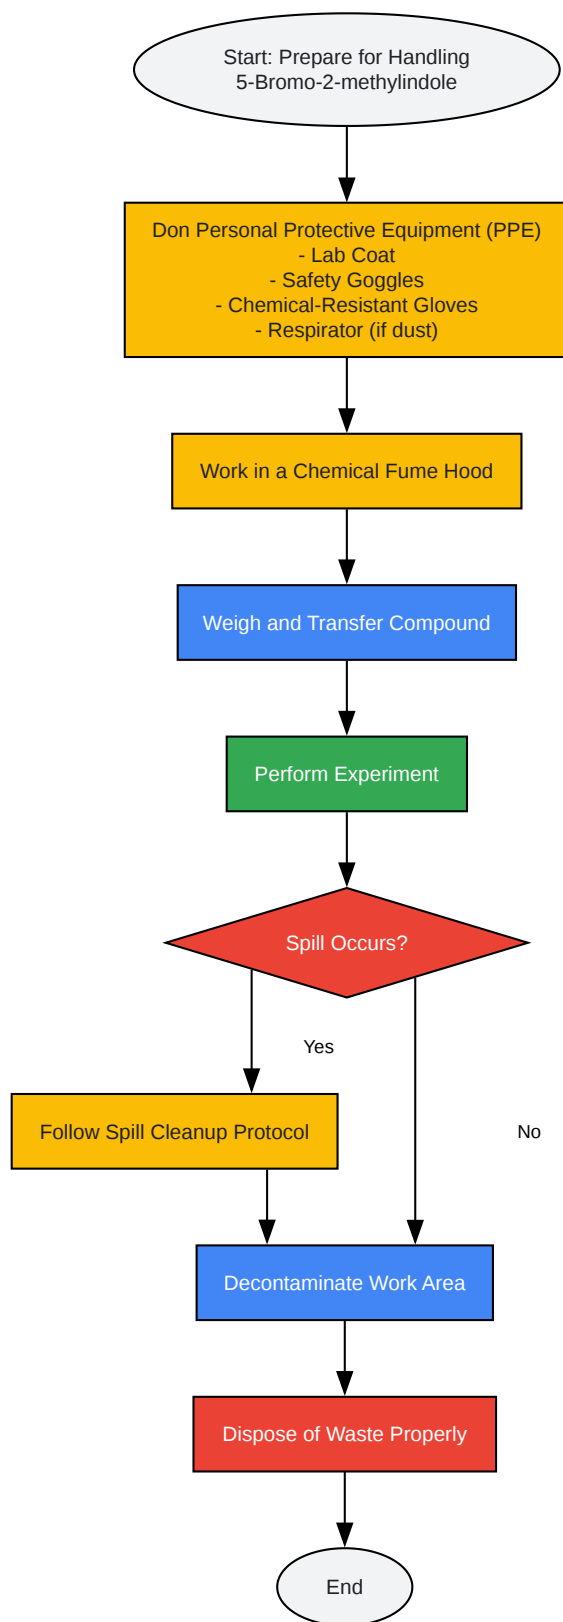 Start: Prepare for Handling
5-Bromo-2-methylindole
Don Personal Protective Equipment (PPE)
- Lab Coat
- Safety Goggles
- Chemical-Resistant Gloves
- Respirator (if dust)
Work in a Chemical Fume Hood
Weigh and Transfer Compound
Perform Experiment
Spill Occurs?
Yes
Follow Spill Cleanup Protocol
No
Decontaminate Work Area
Dispose of Waste Properly
End